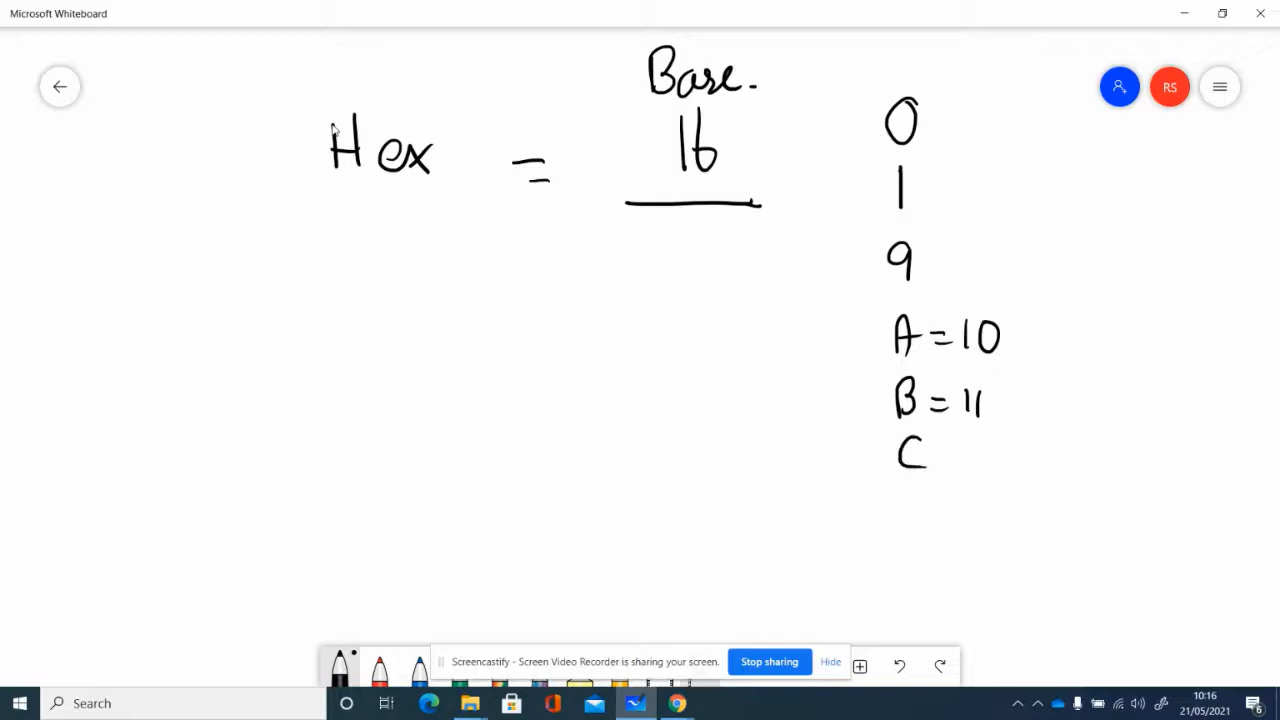 Microsoft Whiteboard
Base.
Hex = 16
0
1
9
A = 10
B = 11
C
RS
Screencastify - Screen Video Recorder is sharing your screen.
Stop sharing
Hide
Search
10:16
21/05/2021
6